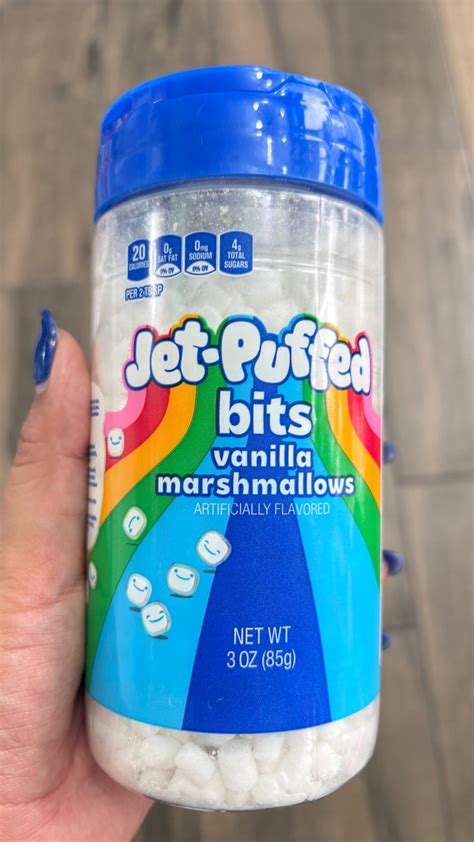 20 CALORIES
0g SAT FAT 0% DV
0mg SODIUM 0% DV
4g TOTAL SUGARS
PER 2 TBSP
Jet-Puffed
bits
vanilla
marshmallows
ARTIFICIALLY FLAVORED
NET WT
3 OZ (85g)